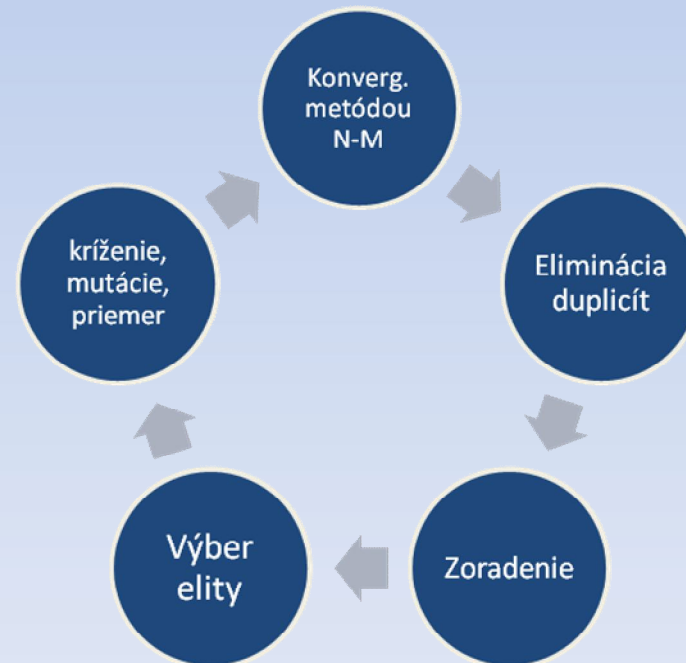 Konverg.
metódou
N-M
Eliminácia
duplicít
Zoradenie
Výber
elity
kríženie,
mutácie,
priemer